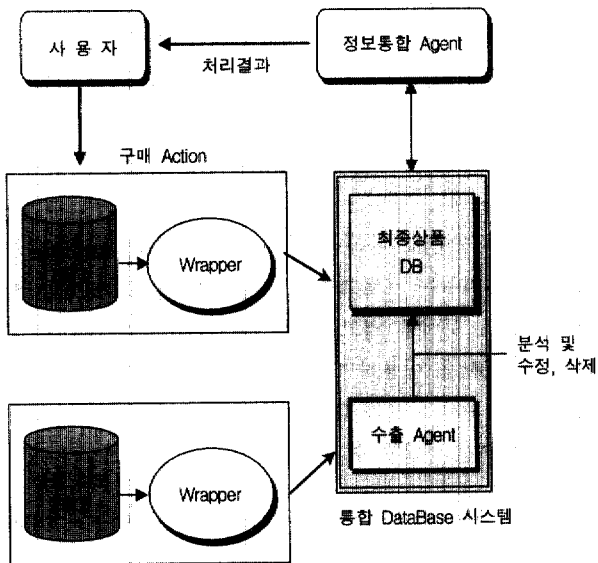 사 용 자
정보통합 Agent
처리결과
구매 Action
Wrapper
최종상품
DB
분석 및
수정, 삭제
수출 Agent
Wrapper
통합 DataBase 시스템